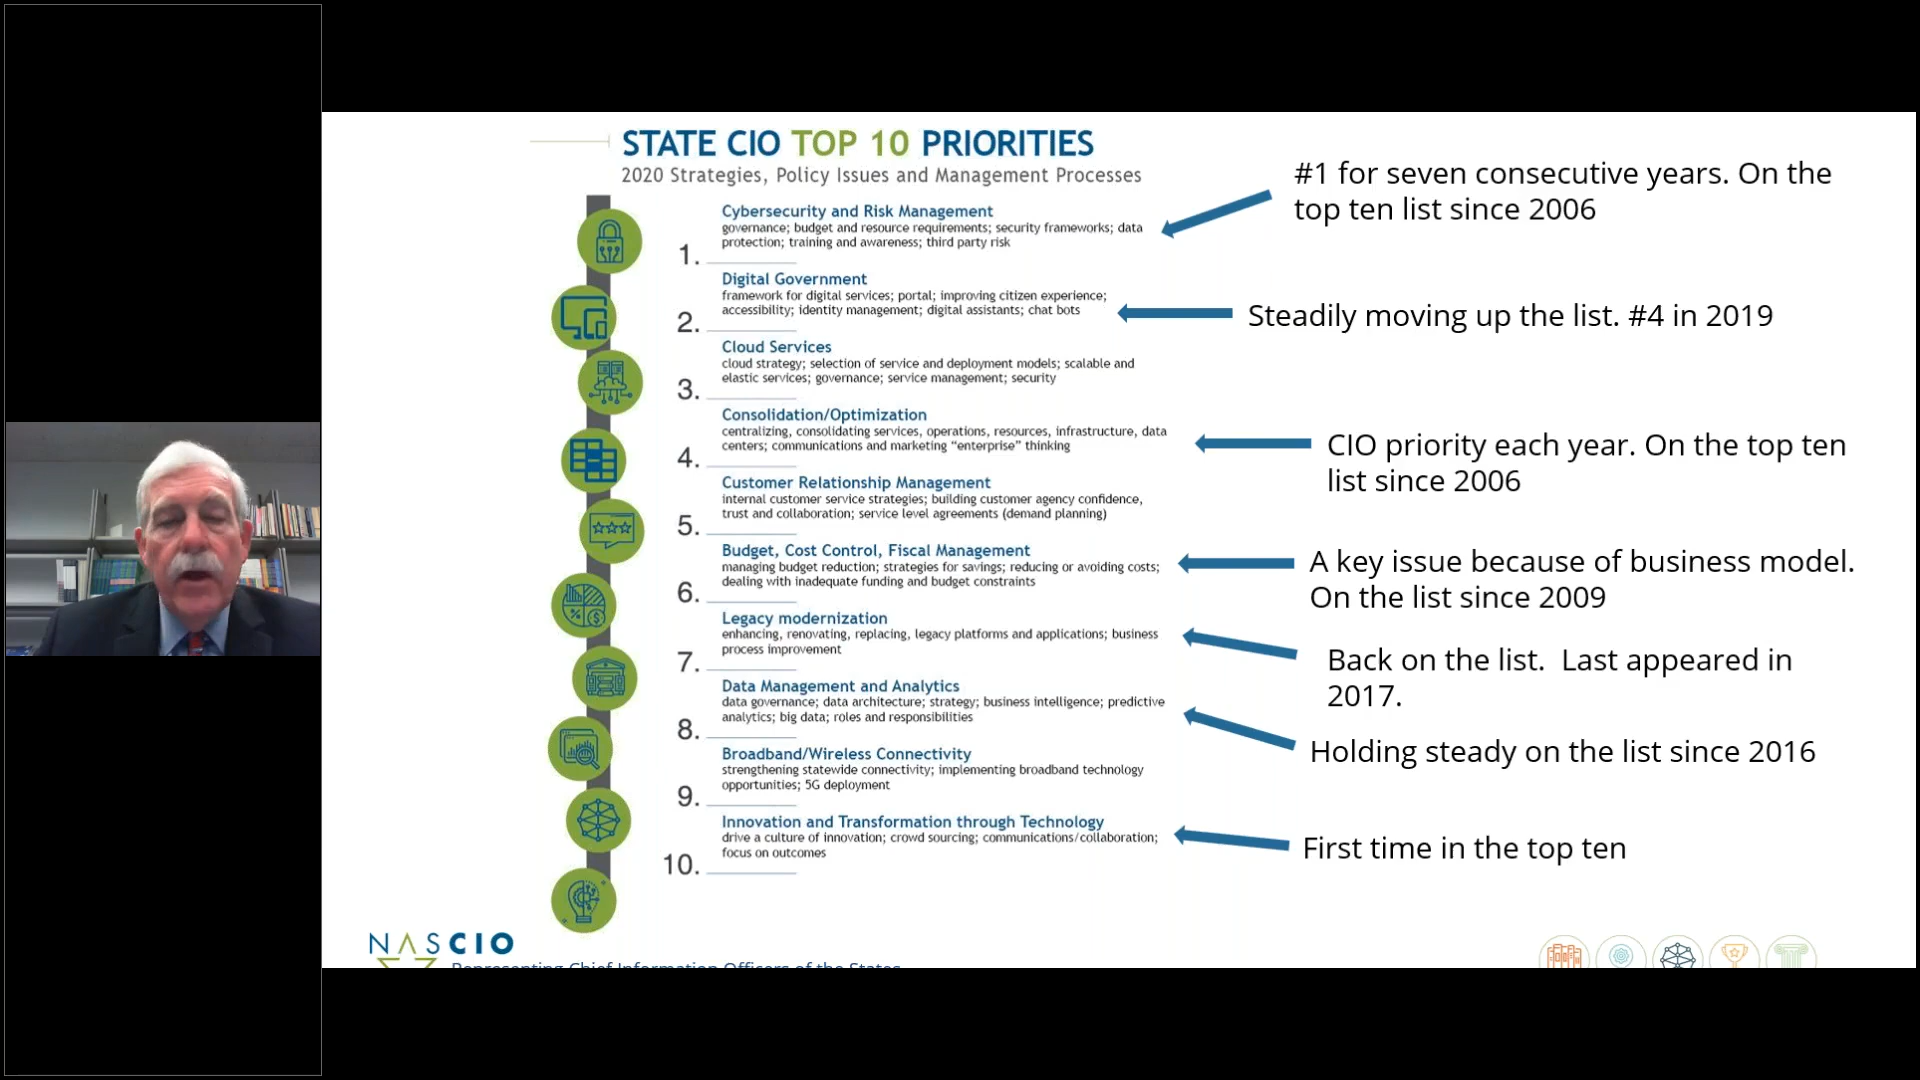 STATE CIO TOP 10 PRIORITIES
2020 Strategies, Policy Issues and Management Processes
1.
Cybersecurity and Risk Management
governance; budget and resource requirements; security frameworks; data
protection; training and awareness; third party risk
#1 for seven consecutive years. On the
top ten list since 2006
2.
Digital Government
framework for digital services; portal; improving citizen experience;
accessibility; identity management; digital assistants; chat bots
Steadily moving up the list. #4 in 2019
3.
Cloud Services
cloud strategy; selection of service and deployment models; scalable and
elastic services; governance; service management; security
4.
Consolidation/Optimization
centralizing, consolidating services, operations, resources, infrastructure, data
centers; communications and marketing “enterprise” thinking
CIO priority each year. On the top ten
list since 2006
5.
Customer Relationship Management
internal customer service strategies; building customer agency confidence,
trust and collaboration; service level agreements (demand planning)
6.
Budget, Cost Control, Fiscal Management
managing budget reduction; strategies for savings; reducing or avoiding costs;
dealing with inadequate funding and budget constraints
A key issue because of business model.
On the list since 2009
7.
Legacy modernization
enhancing, renovating, replacing, legacy platforms and applications; business
process improvement
Back on the list.  Last appeared in
2017.
8.
Data Management and Analytics
data governance; data architecture; strategy; business intelligence; predictive
analytics; big data; roles and responsibilities
Holding steady on the list since 2016
9.
Broadband/Wireless Connectivity
strengthening statewide connectivity; implementing broadband technology
opportunities; 5G deployment
10.
Innovation and Transformation through Technology
drive a culture of innovation; crowd sourcing; communications/collaboration;
focus on outcomes
First time in the top ten
NASCIO
Representing Chief Information Officers of the States